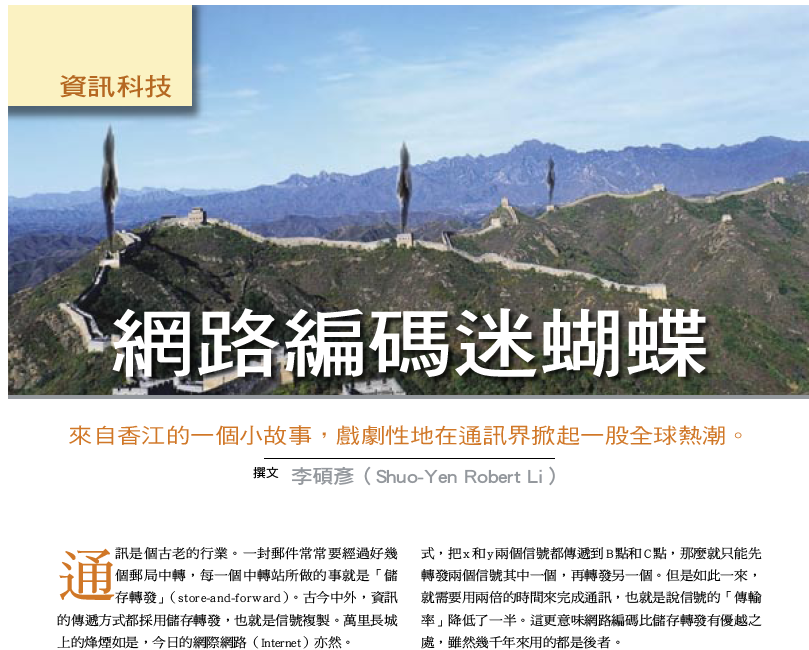 資訊科技
網路編碼迷蝴蝶
來自香江的一個小故事，戲劇性地在通訊界掀起一股全球熱潮。
撰文 李碩彥（Shuo-Yen Robert Li）
通訊是個古老的行業。一封郵件常常要經過好幾
個郵局中轉，每一個中轉站所做的事就是「儲
存轉發」（store-and-forward）。古今中外，資訊
的傳遞方式都採用儲存轉發，也就是信號複製。萬里長城
上的烽煙如是，今日的網際網路（Internet）亦然。
式，把x和y兩個信號都傳遞到B點和C點，那麼就只能先
轉發兩個信號其中一個，再轉發另一個。但是如此一來，
就需要用兩倍的時間來完成通訊，也就是說信號的「傳輸
率」降低了一半。這更意味網路編碼比儲存轉發有優越之
處，雖然幾千年來用的都是後者。